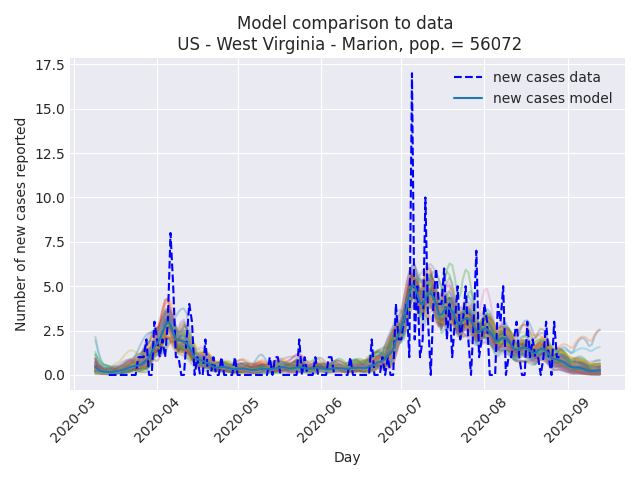 Model comparison to data
US - West Virginia - Marion, pop. = 56072
17.5
15.0
12.5
10.0
7.5
5.0
2.5
0.0
Number of new cases reported
new cases data
new cases model
2020-03
2020-04
2020-05
2020-06
2020-07
2020-08
2020-09
Day